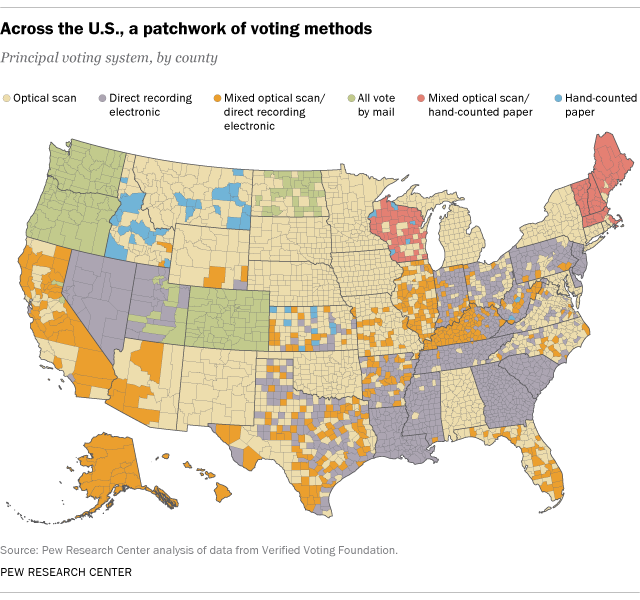 Across the U.S., a patchwork of voting methods
Principal voting system, by county
Optical scan
Direct recording
electronic
Mixed optical scan/
direct recording
electronic
All vote
by mail
Mixed optical scan/
hand-counted paper
Hand-counted
paper
Source: Pew Research Center analysis of data from Verified Voting Foundation.
PEW RESEARCH CENTER